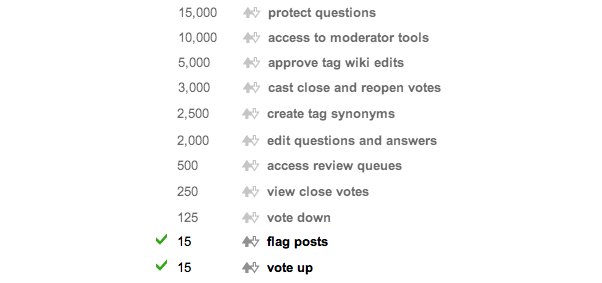 15,000 protect questions
10,000 access to moderator tools
5,000 approve tag wiki edits
3,000 cast close and reopen votes
2,500 create tag synonyms
2,000 edit questions and answers
500 access review queues
250 view close votes
125 vote down
15 flag posts
15 vote up